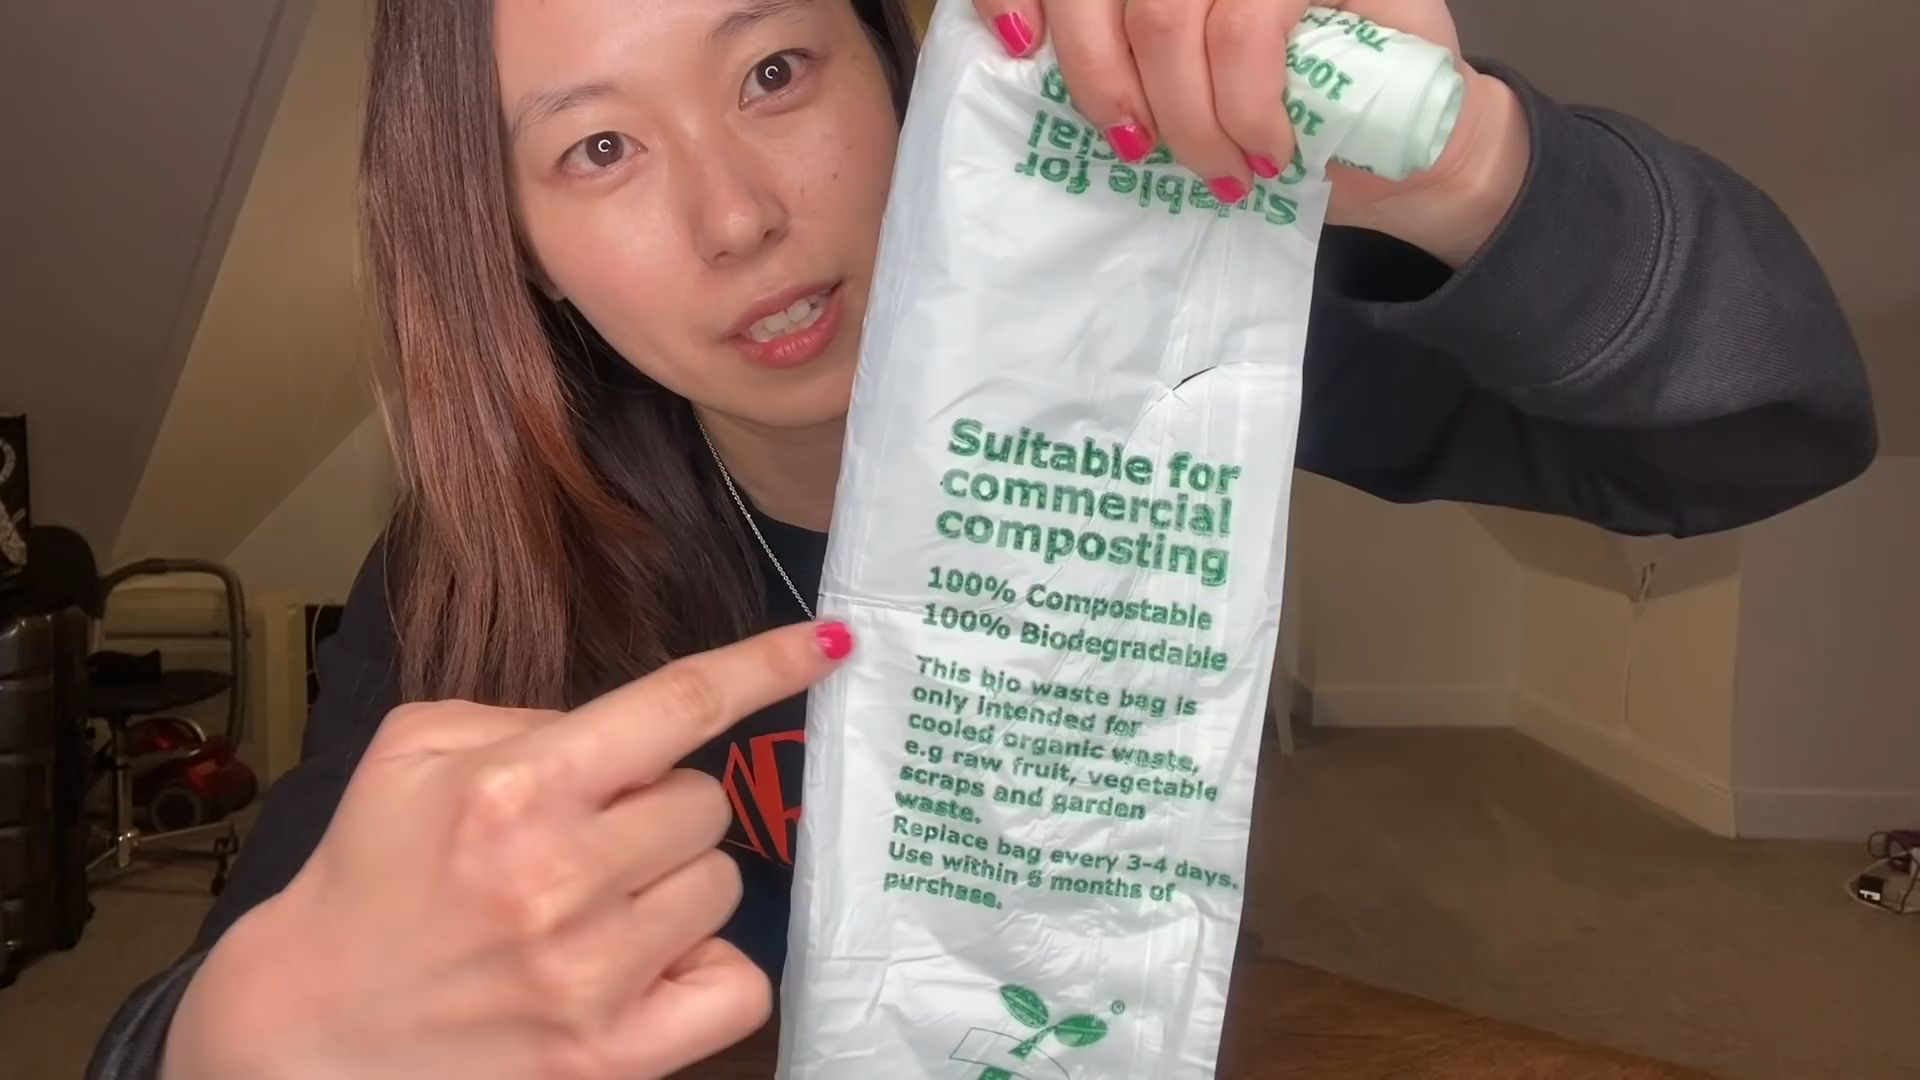 Suitable for
commercial
composting
100% Compostable
100% Biodegradable
This bio waste bag is
only intended for
cooled organic waste,
e.g raw fruit, vegetable
scraps and garden
waste.
Replace bag every 3-4 days.
Use within 6 months of
purchase.
®
Suitable for